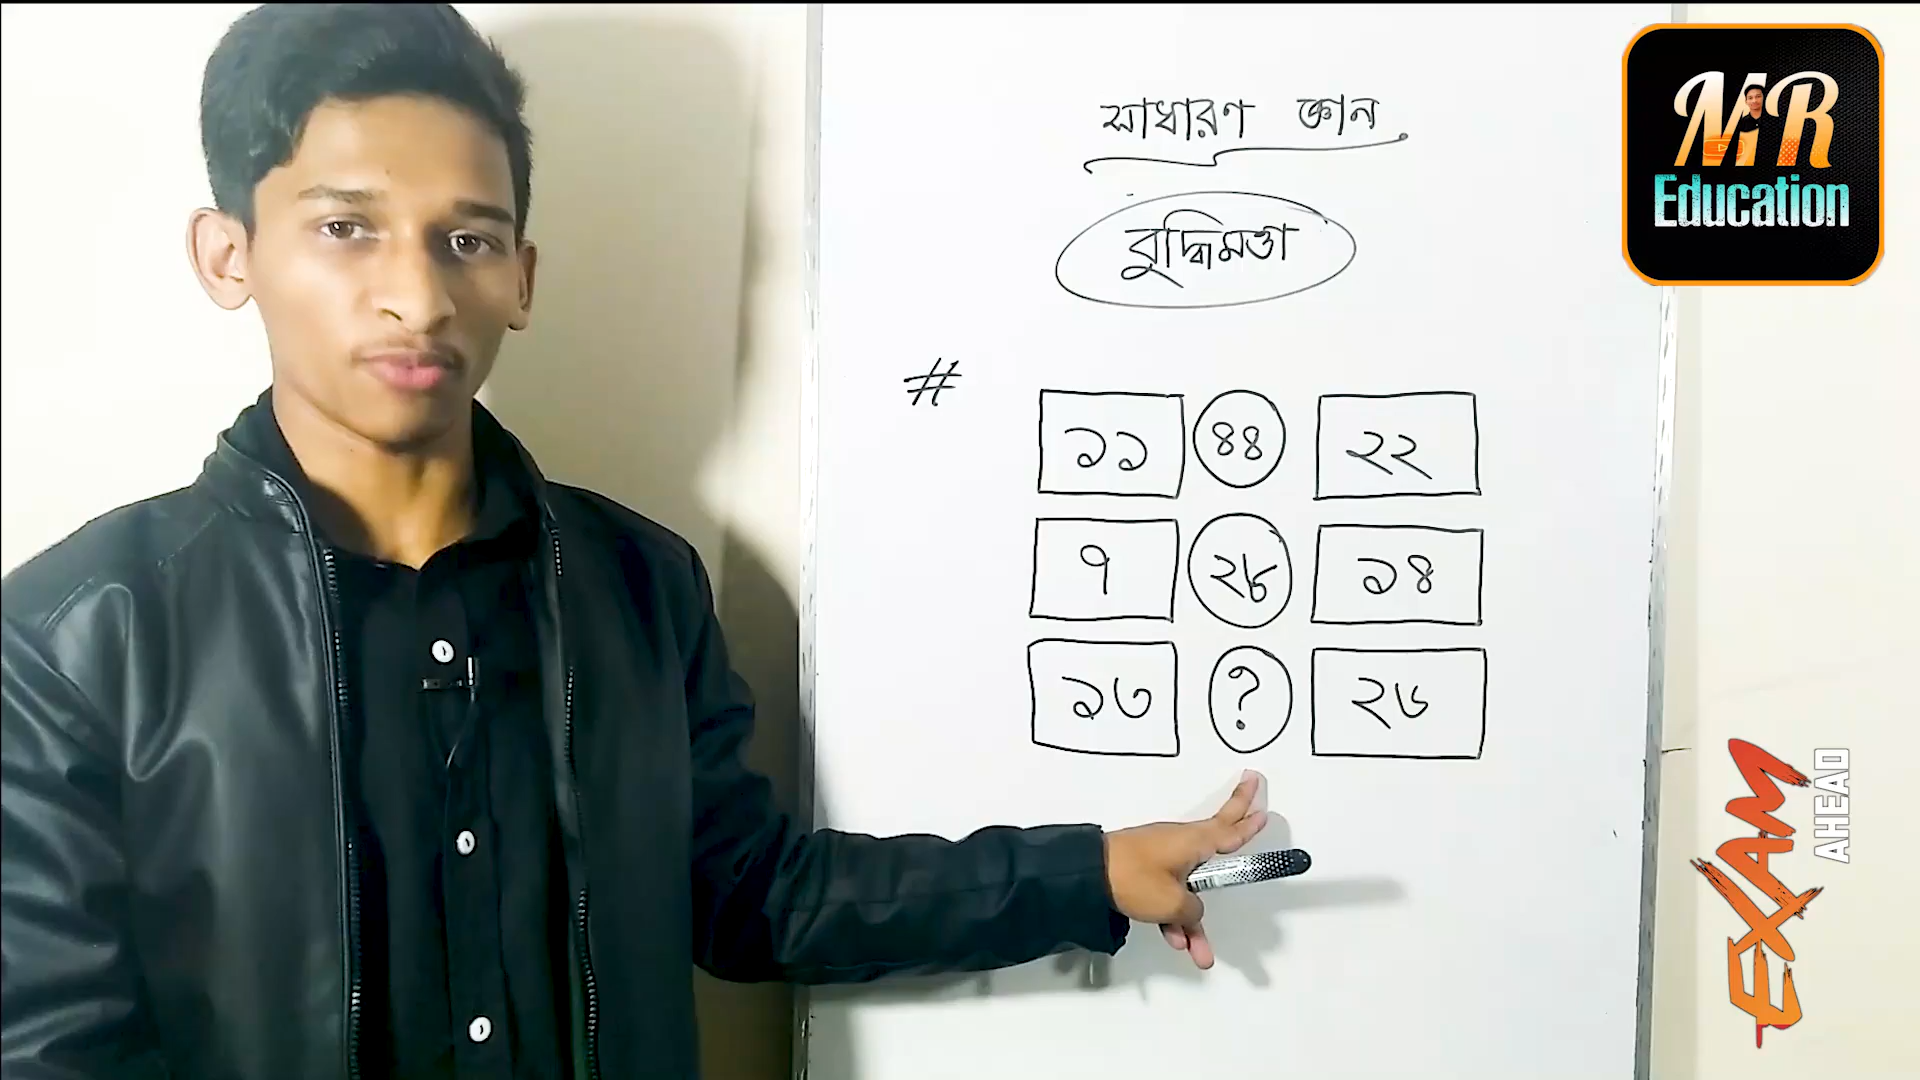 সাধারণ জ্ঞান
বুদ্ধিমত্তা
#
১১ ৪৪ ২২
৭ ২৮ ১৪
১৩ ? ২৬
MR
Education
EXAM
AHEAD